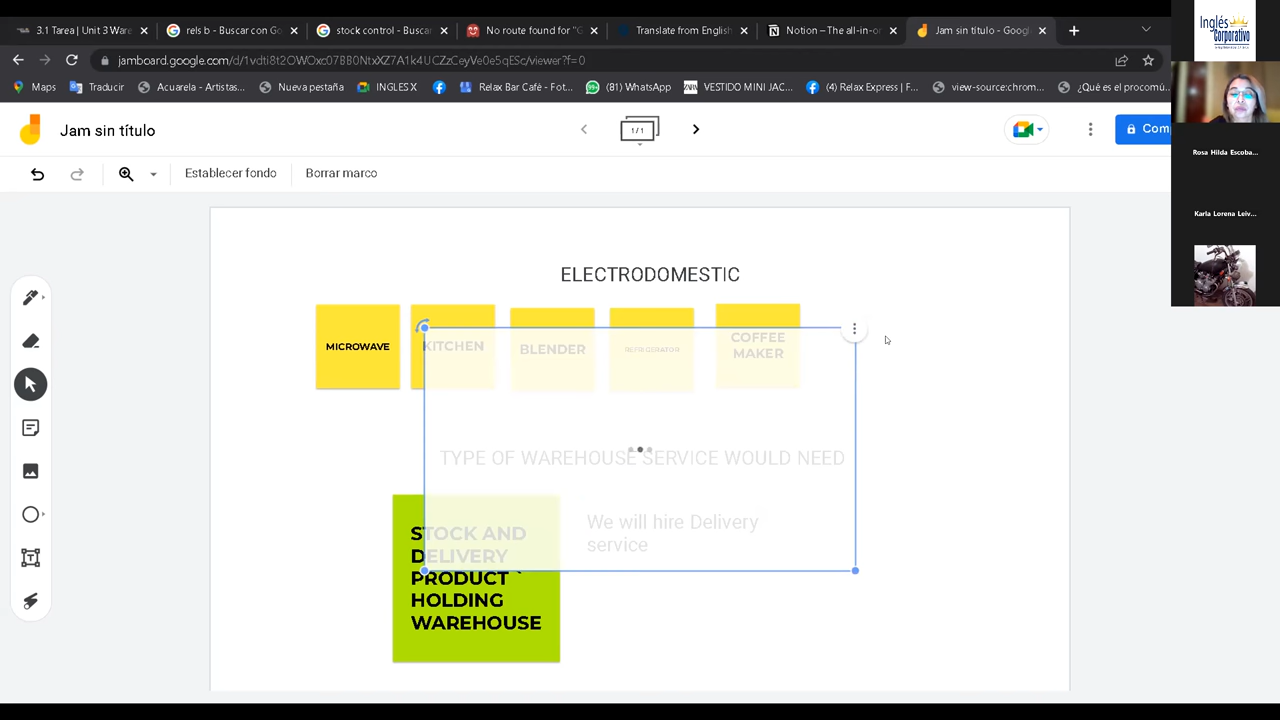 3.1 Tarea | Unit 3 Ware
rels b - Buscar con Go
stock control - Buscar
No route found for "G
Translate from English
Notion – The all-in-on
Jam sin título - Google
jamboard.google.com
Maps
Traducir
Acuarela - Artistas...
Nueva pestaña
INGLES X
Relax Bar Café - Fot...
(81) WhatsApp
VESTIDO MINI JAC...
(4) Relax Express | F...
view-source:chrom...
¿Qué es el procomú...
Jam sin título
1/1
Com
Establecer fondo
Borrar marco
ELECTRODOMESTIC
MICROWAVE
KITCHEN
BLENDER
REFRIGERATOR
COFFEE
MAKER
TYPE OF WAREHOUSE SERVICE WOULD NEED
STOCK AND
DELIVERY
PRODUCT `
HOLDING
WAREHOUSE
We will hire Delivery
service
Inglés
Corporativo
Rosa Hilda Escoba...
Karla Lorena Leiv...